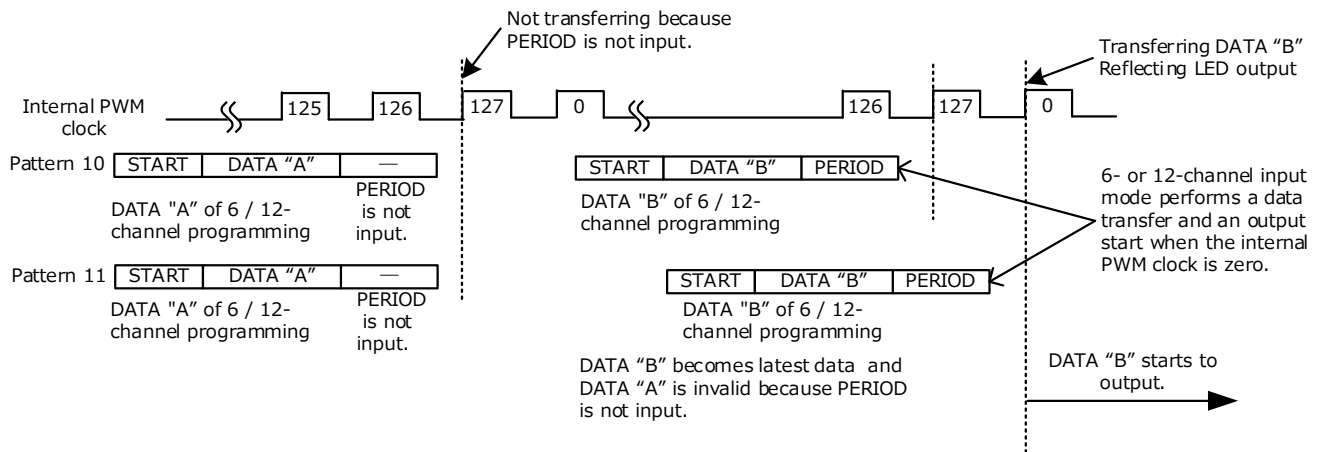 Not transferring because
PERIOD is not input.
Transferring DATA “B”
Reflecting LED output
Internal PWM
clock
125
126
127
0
126
127
0
Pattern 10
START
DATA “A”
—
START
DATA “B”
PERIOD
DATA "A” of 6 / 12-
channel programming
PERIOD
is not
input.
DATA "B” of 6 / 12-
channel programming
6- or 12-channel input
mode performs a data
transfer and an output
start when the internal
PWM clock is zero.
Pattern 11
START
DATA “A”
—
START
DATA “B”
PERIOD
DATA "A” of 6 / 12-
channel programming
PERIOD
is not
input.
DATA "B” of 6 / 12-
channel programming
DATA “B” becomes latest data and
DATA “A” is invalid because PERIOD
is not input.
DATA “B” starts to
output.